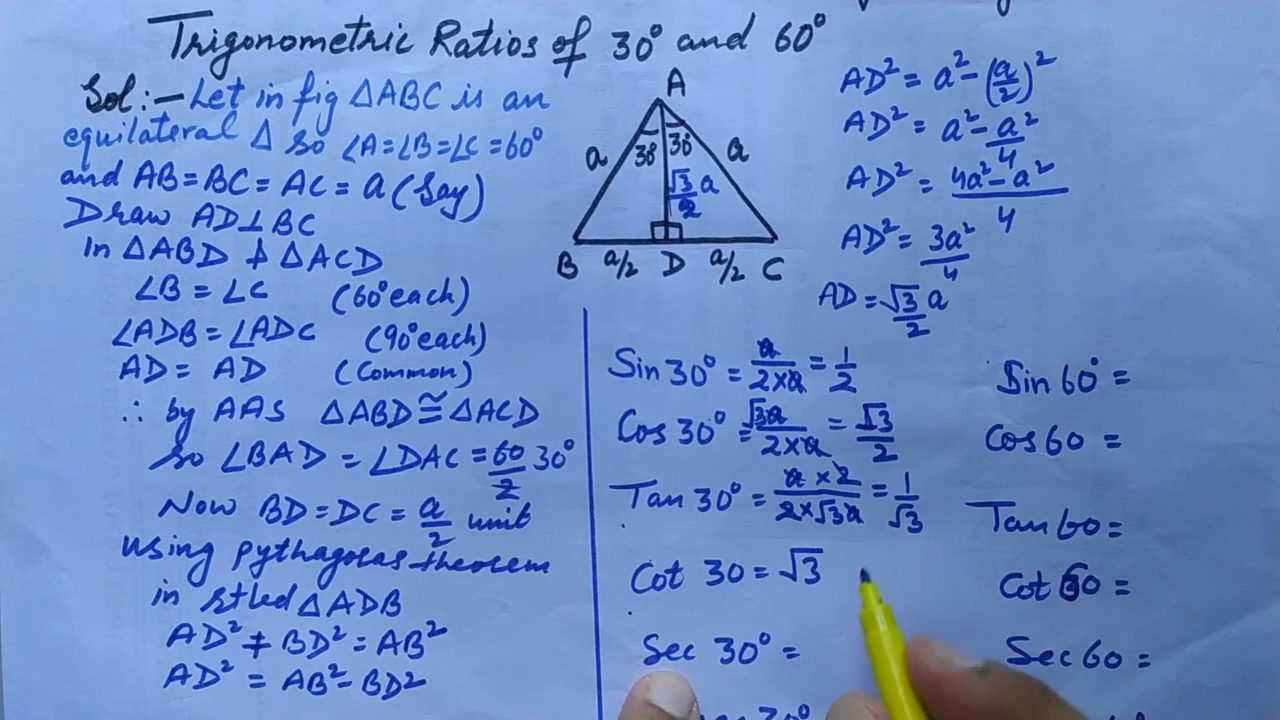 Trigonometric Ratios of 30° and 60°
Sol:- Let in fig △ABC is an
equilateral △ So ∠A=∠B=∠C=60°
and AB=BC=AC=a (Say)
Draw AD⊥BC
in △ABD & △ACD
∠B=∠C (60° each)
∠ADB=∠ADC (90° each)
AD=AD (Common)
∴ by AAS △ABD≅△ACD
So ∠BAD=∠DAC=60/2 30°
Now BD=DC=a/2 unit
using pythagoras theorem
in rt led △ADB
AD²+BD²=AB²
AD²=AB²-BD²
A
30° 30°
a a
√3/2 a
B a/2 D a/2 C
AD²=a²-(a/2)²
AD²=a²-a²/4
AD²=4a²-a²/4
AD²=3a²/4
AD=√3/2 a
Sin 30°=a/2×a=1/2
Cos 30°=√3a/2×a=√3/2
Tan 30°=a×2/2×√3a=1/√3
Cot 30=√3
Sec 30°=
Sin 60°=
Cos 60=
Tan 60=
Cot 60=
Sec 60=